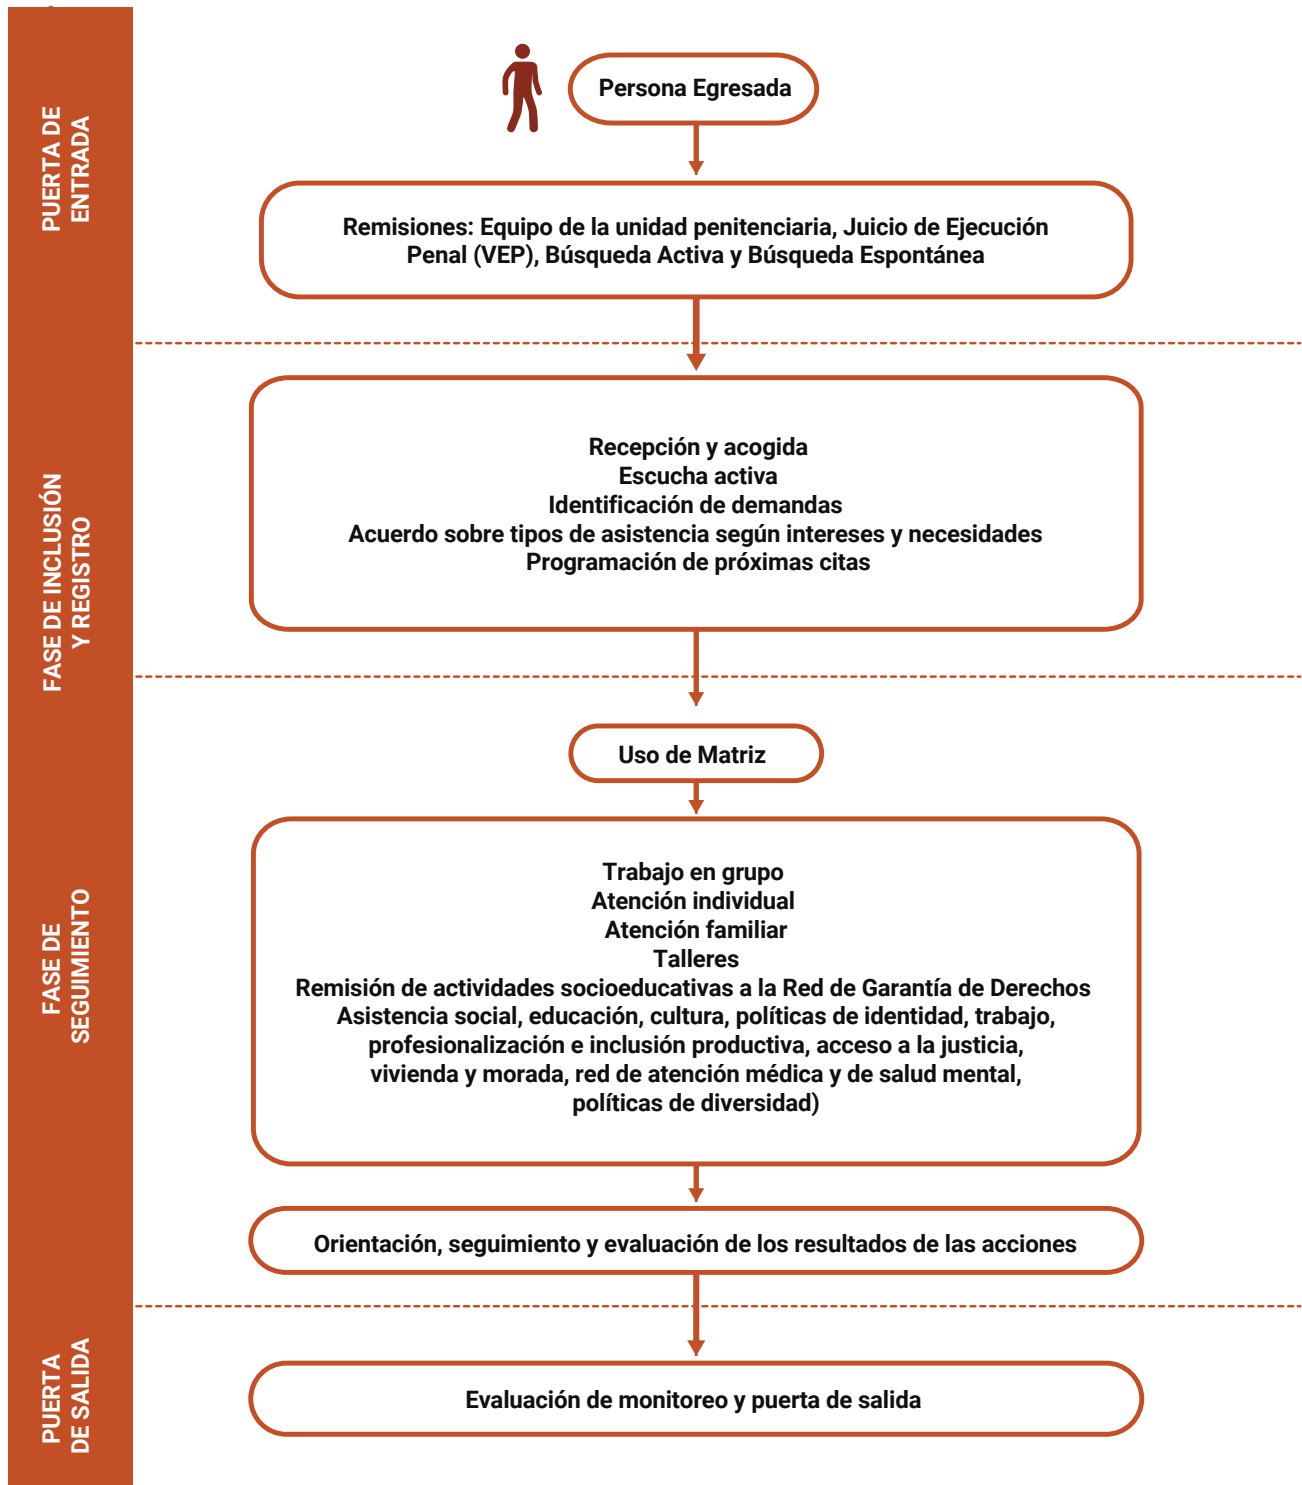 PUERTA DE
ENTRADA
Persona Egresada
Remisiones: Equipo de la unidad penitenciaria, Juicio de Ejecución
Penal (VEP), Búsqueda Activa y Búsqueda Espontánea
FASE DE INCLUSIÓN
Y REGISTRO
Recepción y acogida
Escucha activa
Identificación de demandas
Acuerdo sobre tipos de asistencia según intereses y necesidades
Programación de próximas citas
FASE DE
SEGUIMIENTO
Uso de Matriz
Trabajo en grupo
Atención individual
Atención familiar
Talleres
Remisión de actividades socioeducativas a la Red de Garantía de Derechos
Asistencia social, educación, cultura, políticas de identidad, trabajo,
profesionalización e inclusión productiva, acceso a la justicia,
vivienda y morada, red de atención médica y de salud mental,
políticas de diversidad)
Orientación, seguimiento y evaluación de los resultados de las acciones
PUERTA
DE SALIDA
Evaluación de monitoreo y puerta de salida